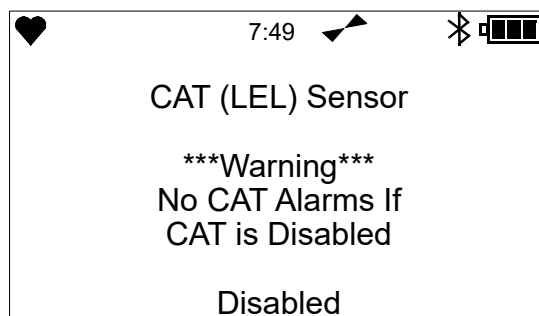 7:49
CAT (LEL) Sensor
***Warning***
No CAT Alarms If
CAT is Disabled
Disabled